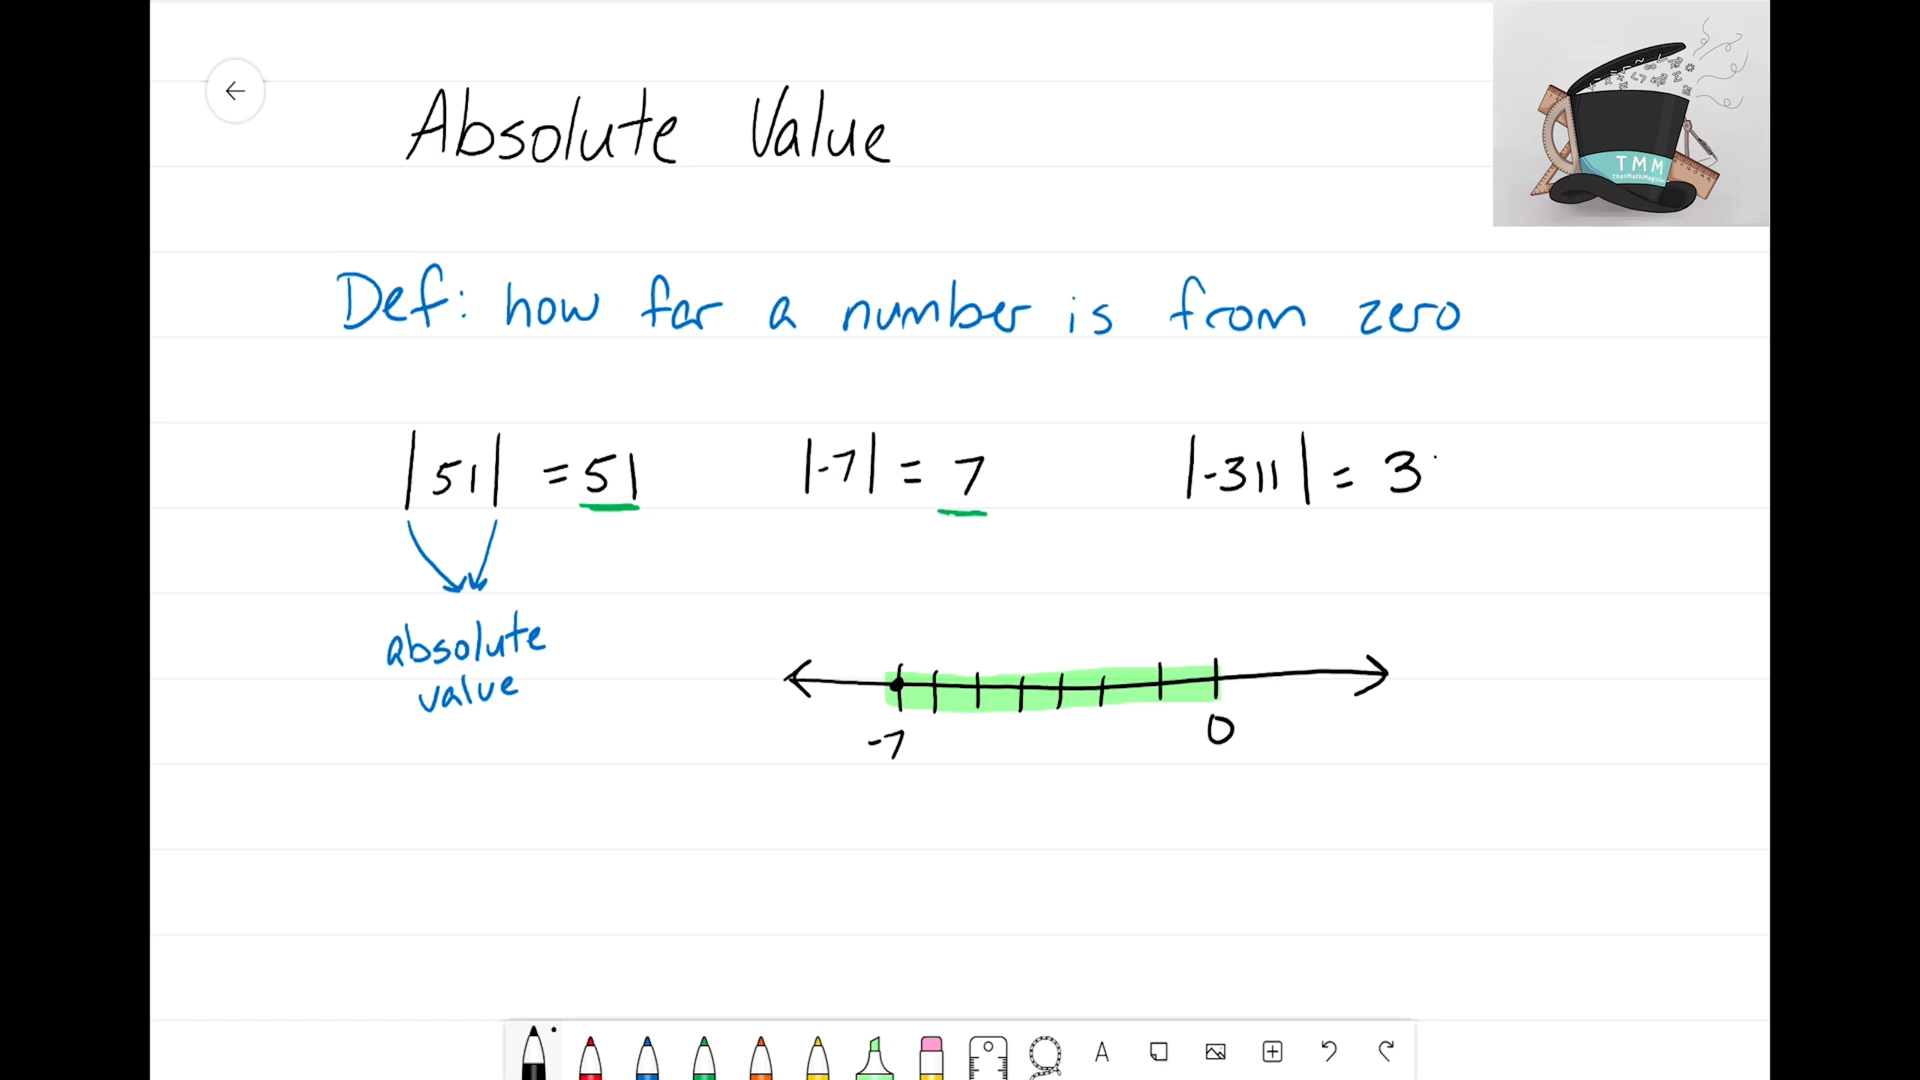 Absolute Value
TMM
ThatMathMagician
Def: how far a number is from zero
|51| = 51
|-7| = 7
|-311| = 3
absolute
value
-7
0
A